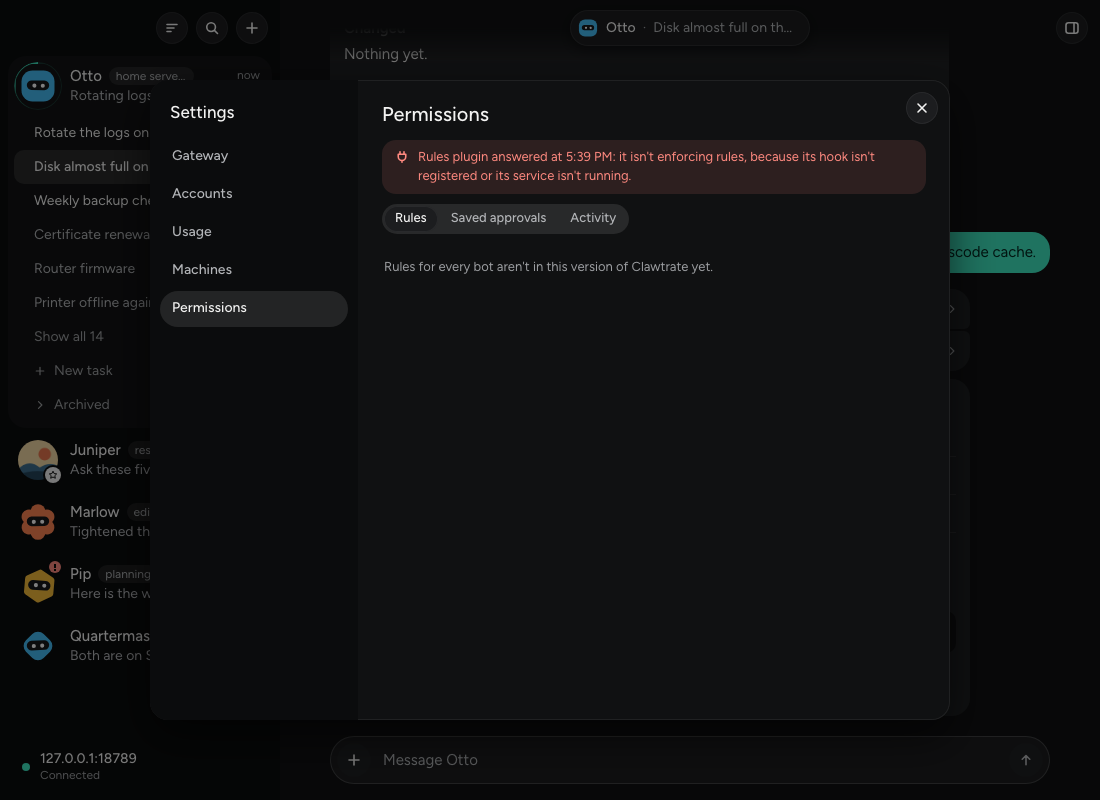 Otto · Disk almost full on th...
Nothing yet.
Otto home serve... now
Rotating logs
Rotate the logs on
Disk almost full on
Weekly backup che
Certificate renewa
Router firmware
Printer offline again
Show all 14
New task
Archived
Juniper res
Ask these fiv
Marlow edi
Tightened th
Pip planning
Here is the w
Quartermas
Both are on S
127.0.0.1:18789
Connected
Settings
Gateway
Accounts
Usage
Machines
Permissions
Permissions
Rules plugin answered at 5:39 PM: it isn't enforcing rules, because its hook isn't
registered or its service isn't running.
Rules Saved approvals Activity
Rules for every bot aren't in this version of Clawtrate yet.
scode cache.
Message Otto